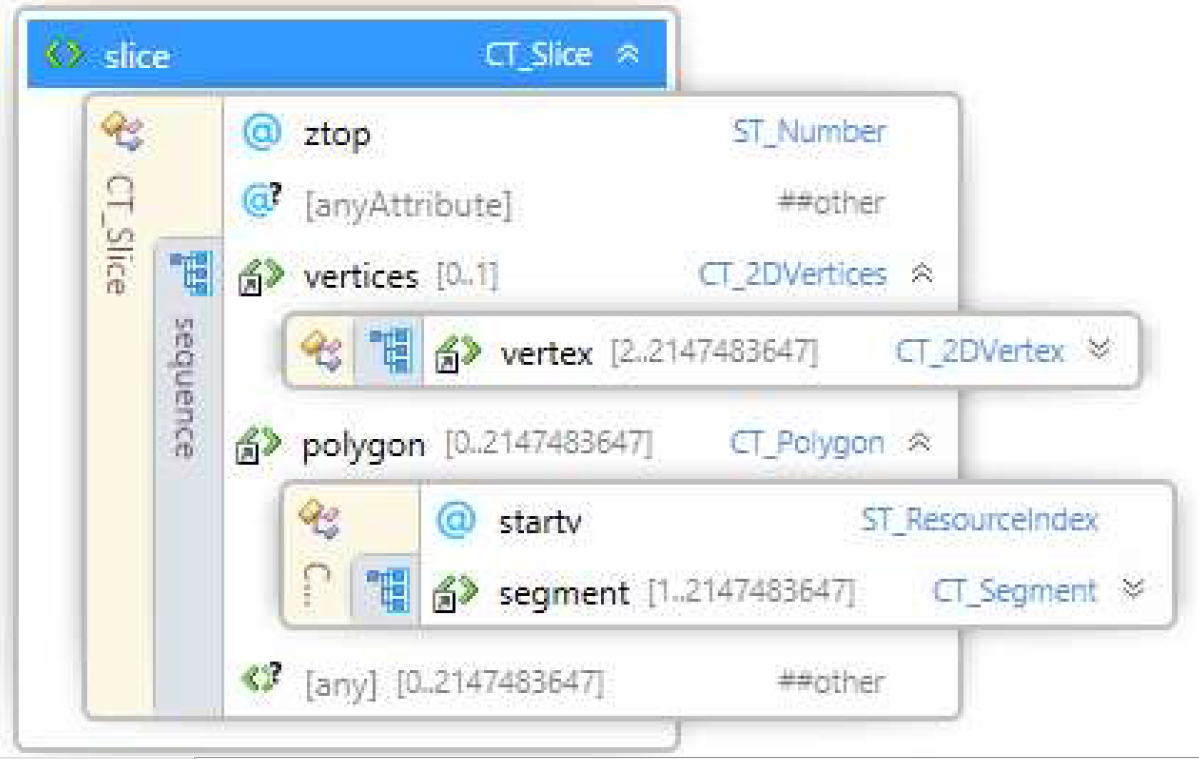 slice CT_Slice
ztop ST_Number
[anyAttribute] ##other
CT_Slice
vertices [0..1] CT_2DVertices
sequence
vertex [2..2147483647] CT_2DVertex
polygon [0..2147483647] CT_Polygon
startv ST_ResourceIndex
C...
segment [1..2147483647] CT_Segment
[any] [0..2147483647] ##other